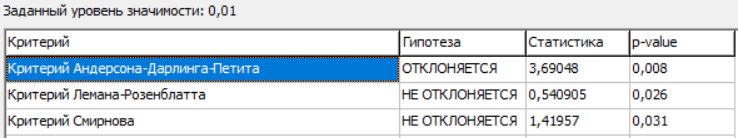 Заданный уровень значимости: 0,01
Критерий Гипотеза Статистика p-value
Критерий Андерсона-Дарлинга-Петита ОТКЛОНЯЕТСЯ 3,69048 0,008
Критерий Лемана-Розенблатта НЕ ОТКЛОНЯЕТСЯ 0,540905 0,026
Критерий Смирнова НЕ ОТКЛОНЯЕТСЯ 1,41957 0,031